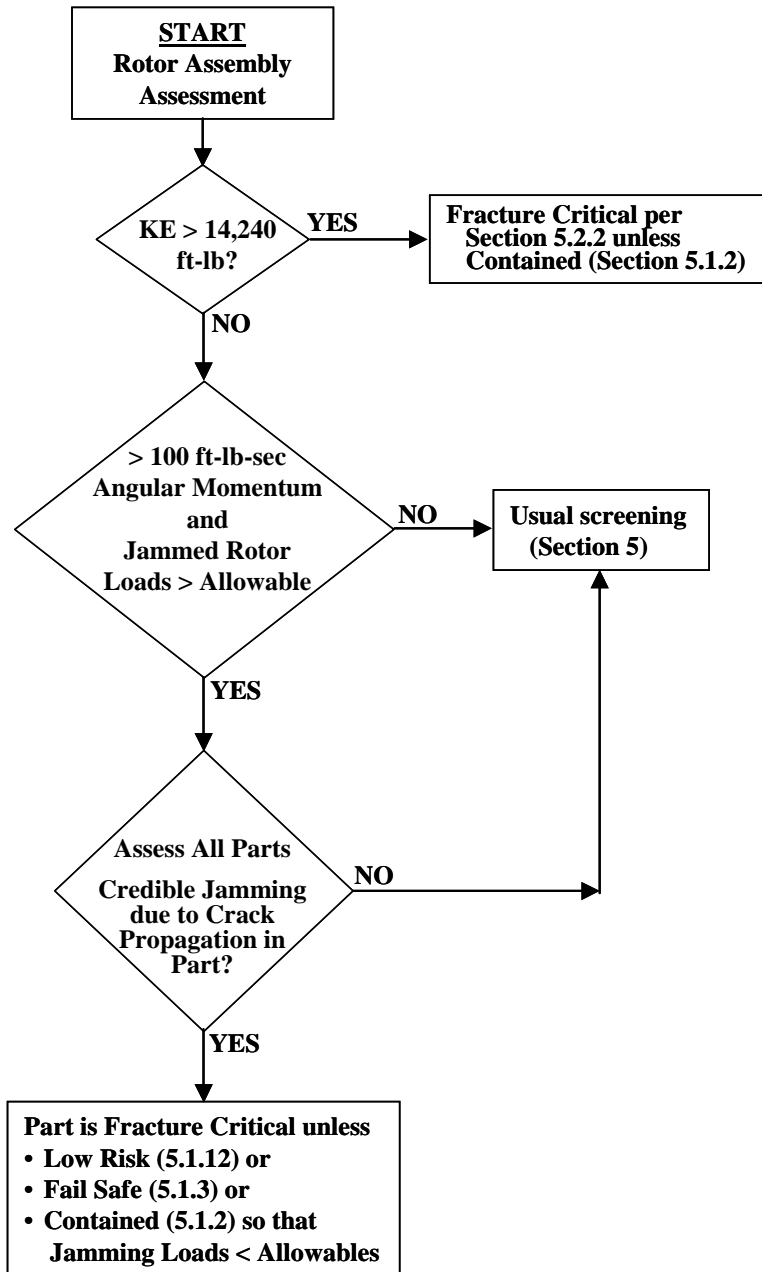 START
Rotor Assembly
Assessment
KE > 14,240
ft-lb?
YES
Fracture Critical per
Section 5.2.2 unless
Contained (Section 5.1.2)
NO
> 100 ft-lb-sec
Angular Momentum
and
Jammed Rotor
Loads > Allowable
NO
Usual screening
(Section 5)
YES
Assess All Parts
Credible Jamming
due to Crack
Propagation in
Part?
NO
YES
Part is Fracture Critical unless
• Low Risk (5.1.12) or
• Fail Safe (5.1.3) or
• Contained (5.1.2) so that
Jamming Loads < Allowables